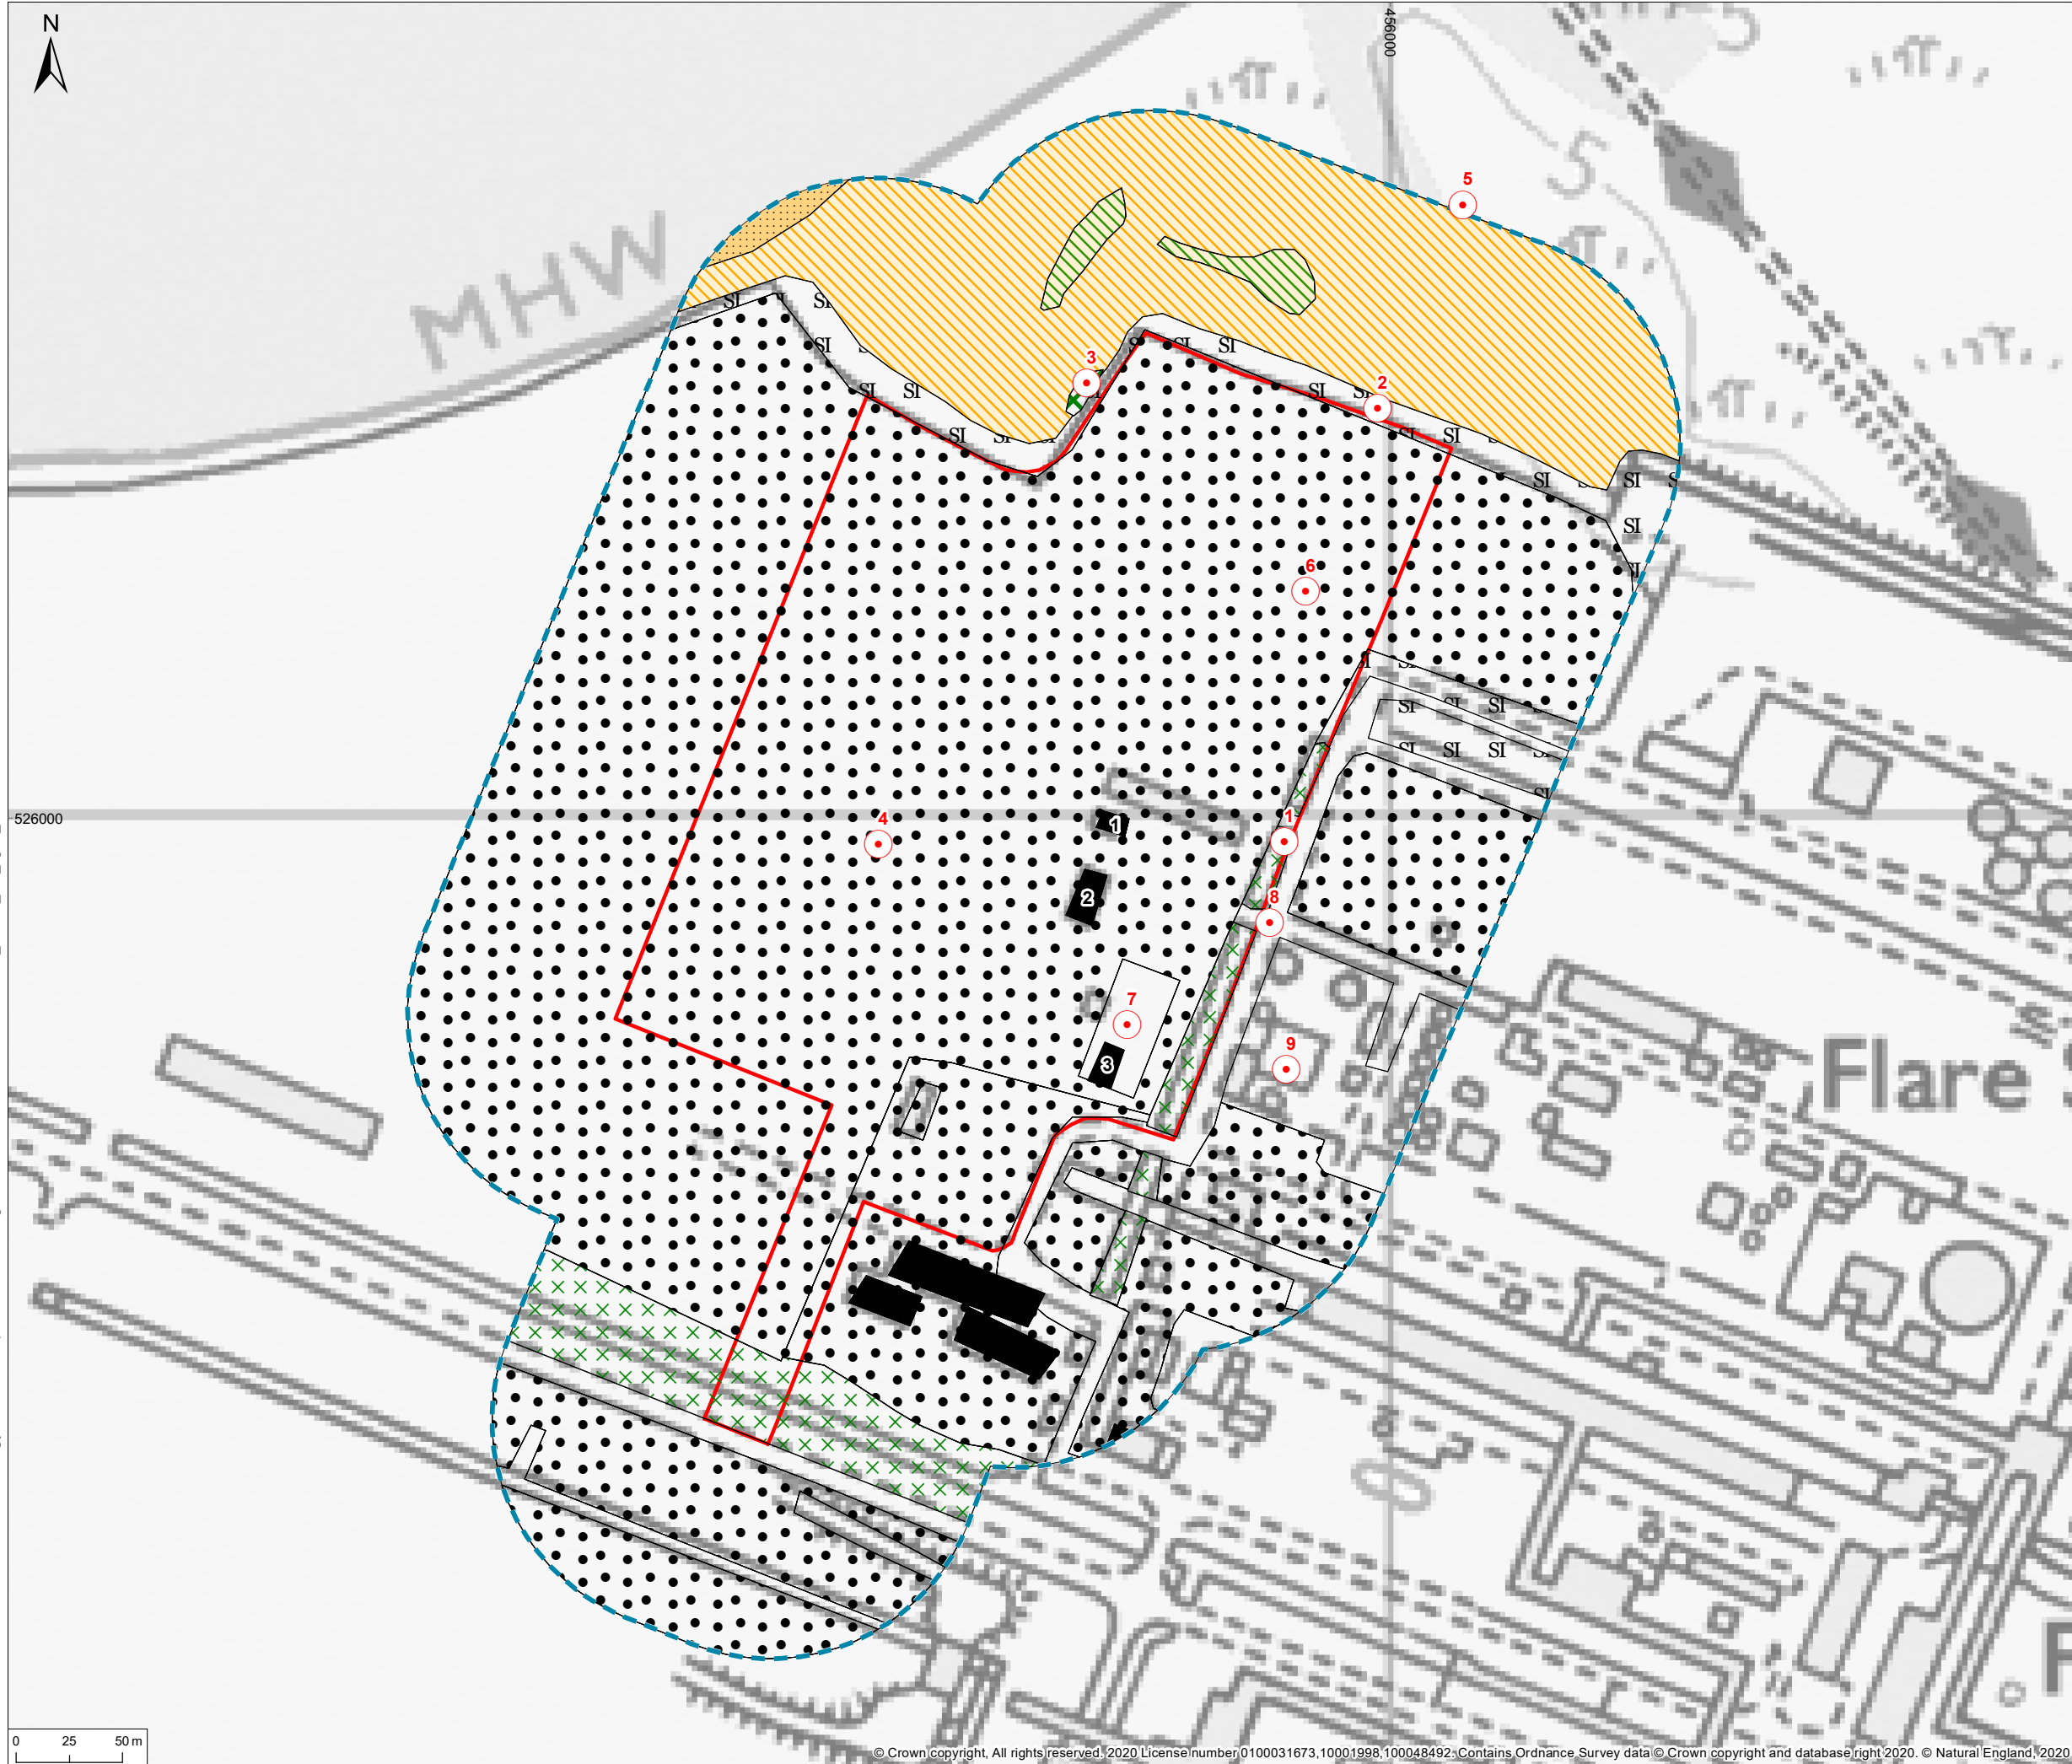 N
456000
5
5
MHW
SI SI
3
SI
SI SI SI
2
SI SI
SI SI
SI
SI SI
SI SI
SI
6
SI SI
SI SI SI
SI
526000
4
1
1
2
8
7
3
9
Flare
0 25 50 m
© Crown copyright, All rights reserved. 2020 License number 0100031673,10001998,100048492. Contains Ordnance Survey data © Crown copyright and database right 2020. © Natural England, 202